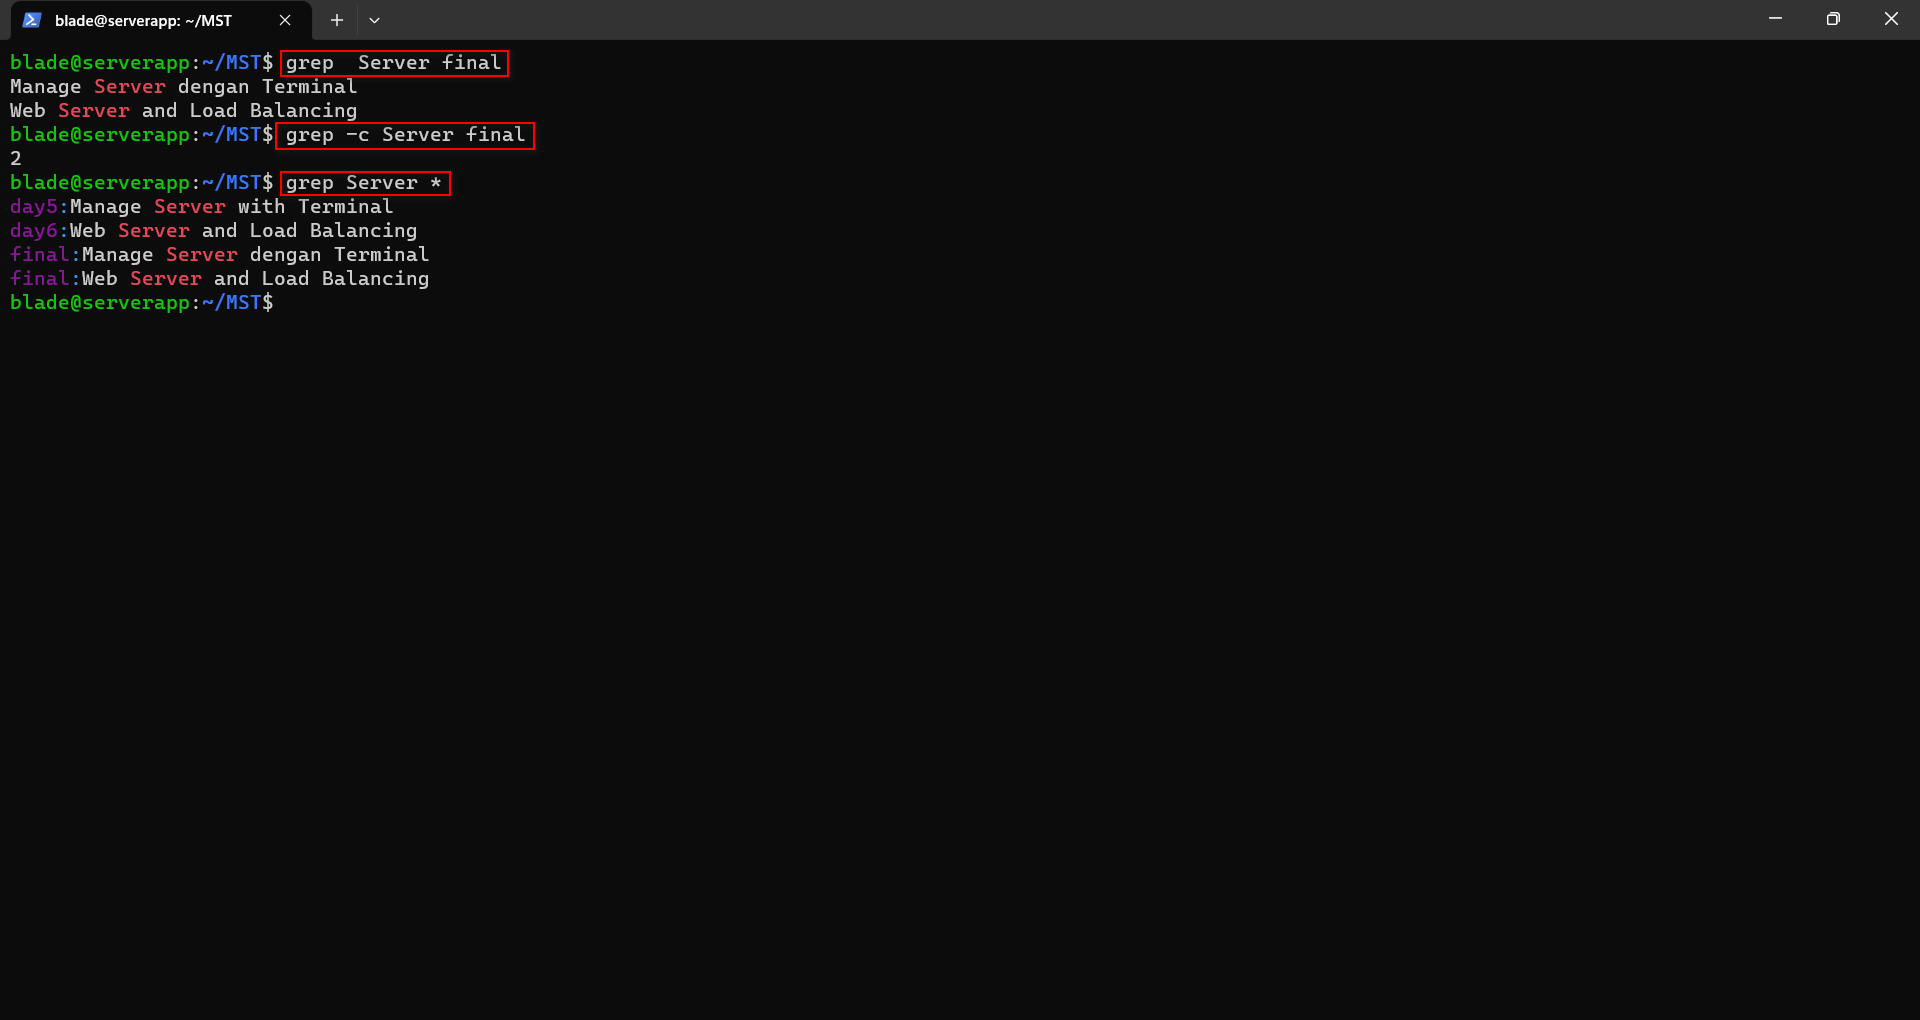 blade@serverapp: ~/MST
blade@serverapp:~/MST$ grep  Server final
Manage Server dengan Terminal
Web Server and Load Balancing
blade@serverapp:~/MST$ grep -c Server final
2
blade@serverapp:~/MST$ grep Server *
day5:Manage Server with Terminal
day6:Web Server and Load Balancing
final:Manage Server dengan Terminal
final:Web Server and Load Balancing
blade@serverapp:~/MST$